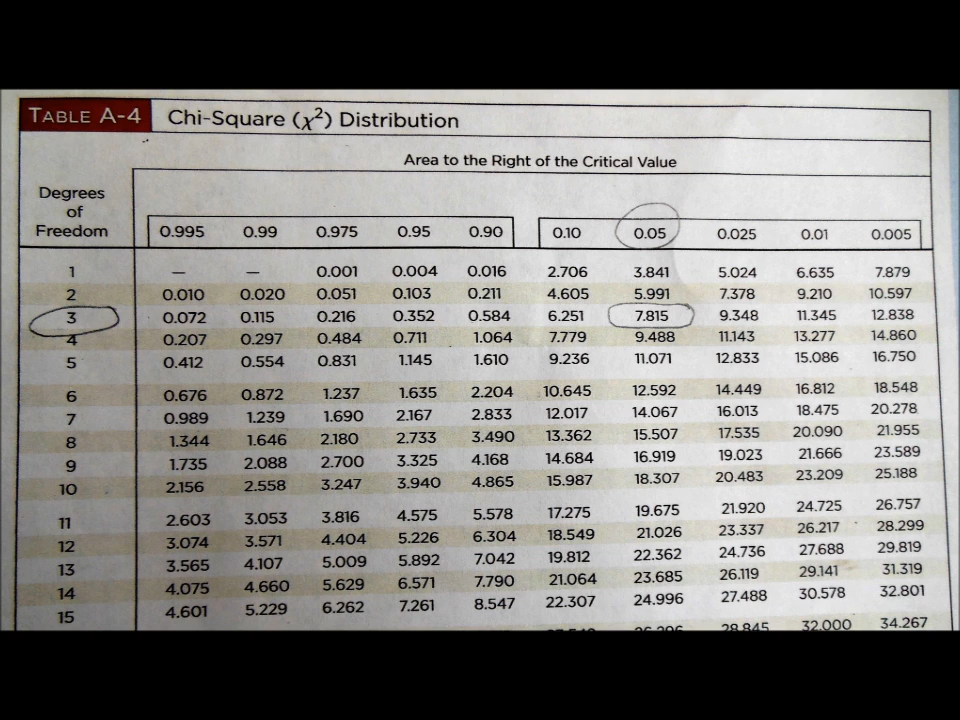 TABLE A-4 Chi-Square (χ²) Distribution
Area to the Right of the Critical Value
Degrees
of
Freedom 0.995 0.99 0.975 0.95 0.90 0.10 0.05 0.025 0.01 0.005
1 — — 0.001 0.004 0.016 2.706 3.841 5.024 6.635 7.879
2 0.010 0.020 0.051 0.103 0.211 4.605 5.991 7.378 9.210 10.597
3 0.072 0.115 0.216 0.352 0.584 6.251 7.815 9.348 11.345 12.838
4 0.207 0.297 0.484 0.711 1.064 7.779 9.488 11.143 13.277 14.860
5 0.412 0.554 0.831 1.145 1.610 9.236 11.071 12.833 15.086 16.750
6 0.676 0.872 1.237 1.635 2.204 10.645 12.592 14.449 16.812 18.548
7 0.989 1.239 1.690 2.167 2.833 12.017 14.067 16.013 18.475 20.278
8 1.344 1.646 2.180 2.733 3.490 13.362 15.507 17.535 20.090 21.955
9 1.735 2.088 2.700 3.325 4.168 14.684 16.919 19.023 21.666 23.589
10 2.156 2.558 3.247 3.940 4.865 15.987 18.307 20.483 23.209 25.188
11 2.603 3.053 3.816 4.575 5.578 17.275 19.675 21.920 24.725 26.757
12 3.074 3.571 4.404 5.226 6.304 18.549 21.026 23.337 26.217 28.299
13 3.565 4.107 5.009 5.892 7.042 19.812 22.362 24.736 27.688 29.819
14 4.075 4.660 5.629 6.571 7.790 21.064 23.685 26.119 29.141 31.319
15 4.601 5.229 6.262 7.261 8.547 22.307 24.996 27.488 30.578 32.801
28.845 32.000 34.267